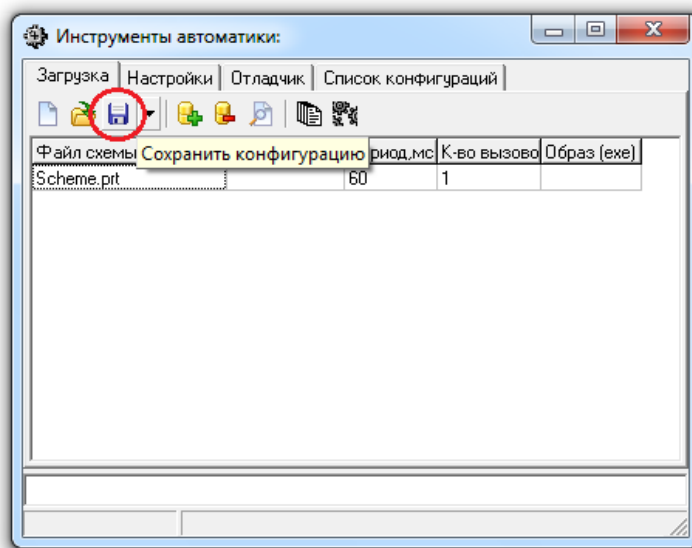 Инструменты автоматики:
Загрузка Настройки Отладчик Список конфигураций
Файл схемы риод,мс К-во вызово Образ (exe)
Сохранить конфигурацию
Scheme.prt 60 1